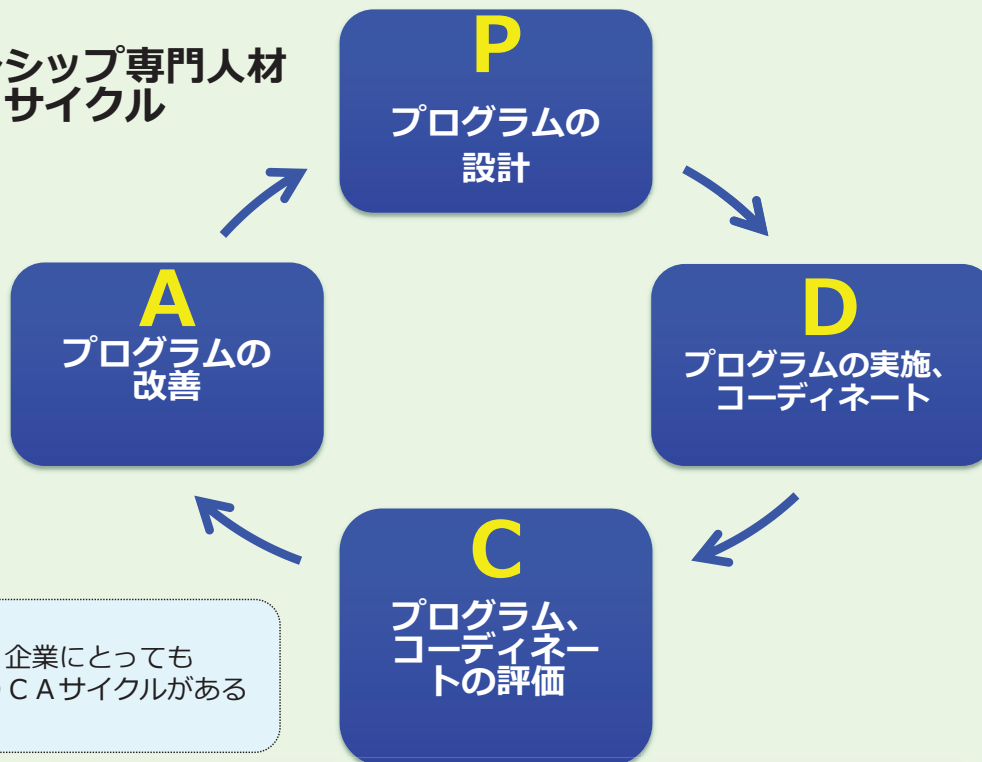 シップ専門人材
サイクル
P
プログラムの
設計
A
プログラムの
改善
D
プログラムの実施、
コーディネート
C
プログラム、
コーディネー
トの評価
企業にとっても
ＣＡサイクルがある